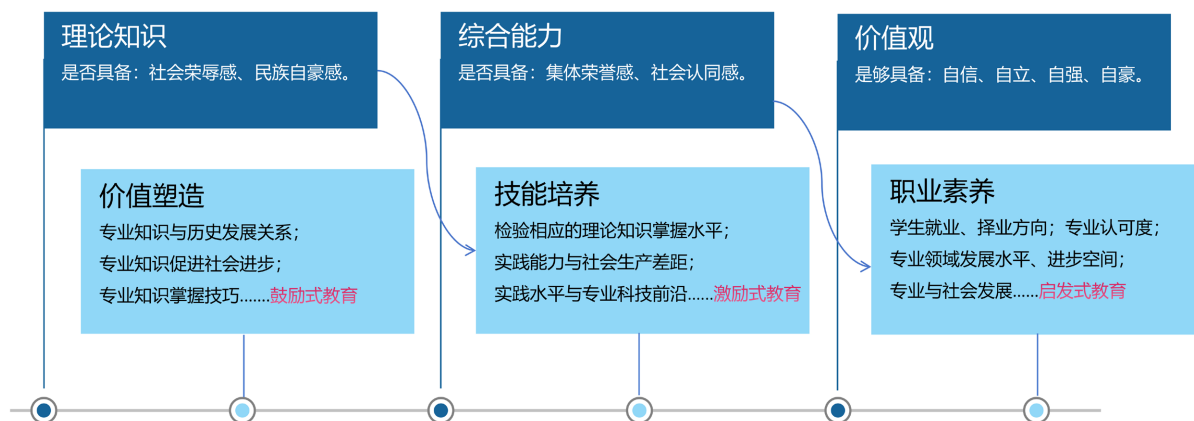 理论知识
是否具备：社会荣辱感、民族自豪感。
综合能力
是否具备：集体荣誉感、社会认同感。
价值观
是够具备：自信、自立、自强、自豪。
价值塑造
专业知识与历史发展关系；
专业知识促进社会进步；
专业知识掌握技巧.......鼓励式教育
技能培养
检验相应的理论知识掌握水平；
实践能力与社会生产差距；
实践水平与专业科技前沿......激励式教育
职业素养
学生就业、择业方向；专业认可度；
专业领域发展水平、进步空间；
专业与社会发展......启发式教育